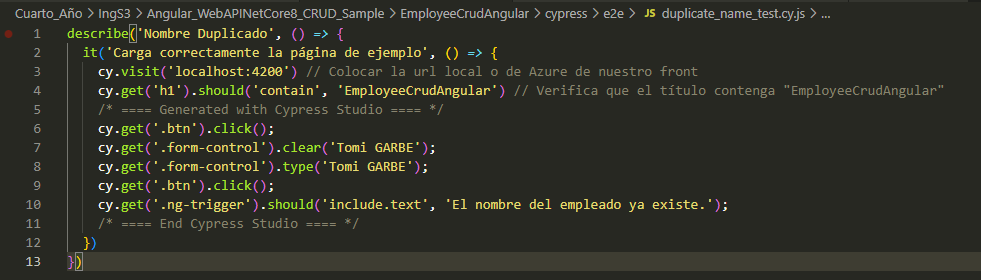 Cuarto_Año > IngS3 > Angular_WebAPINetCore8_CRUD_Sample > EmployeeCrudAngular > cypress > e2e > JS duplicate_name_test.cy.js > ...
1 describe('Nombre Duplicado', () => {
2 it('Carga correctamente la página de ejemplo', () => {
3 cy.visit('localhost:4200') // Colocar la url local o de Azure de nuestro front
4 cy.get('h1').should('contain', 'EmployeeCrudAngular') // Verifica que el título contenga "EmployeeCrudAngular"
5 /* ==== Generated with Cypress Studio ==== */
6 cy.get('.btn').click();
7 cy.get('.form-control').clear('Tomi GARBE');
8 cy.get('.form-control').type('Tomi GARBE');
9 cy.get('.btn').click();
10 cy.get('.ng-trigger').should('include.text', 'El nombre del empleado ya existe.');
11 /* ==== End Cypress Studio ==== */
12 })
13 })